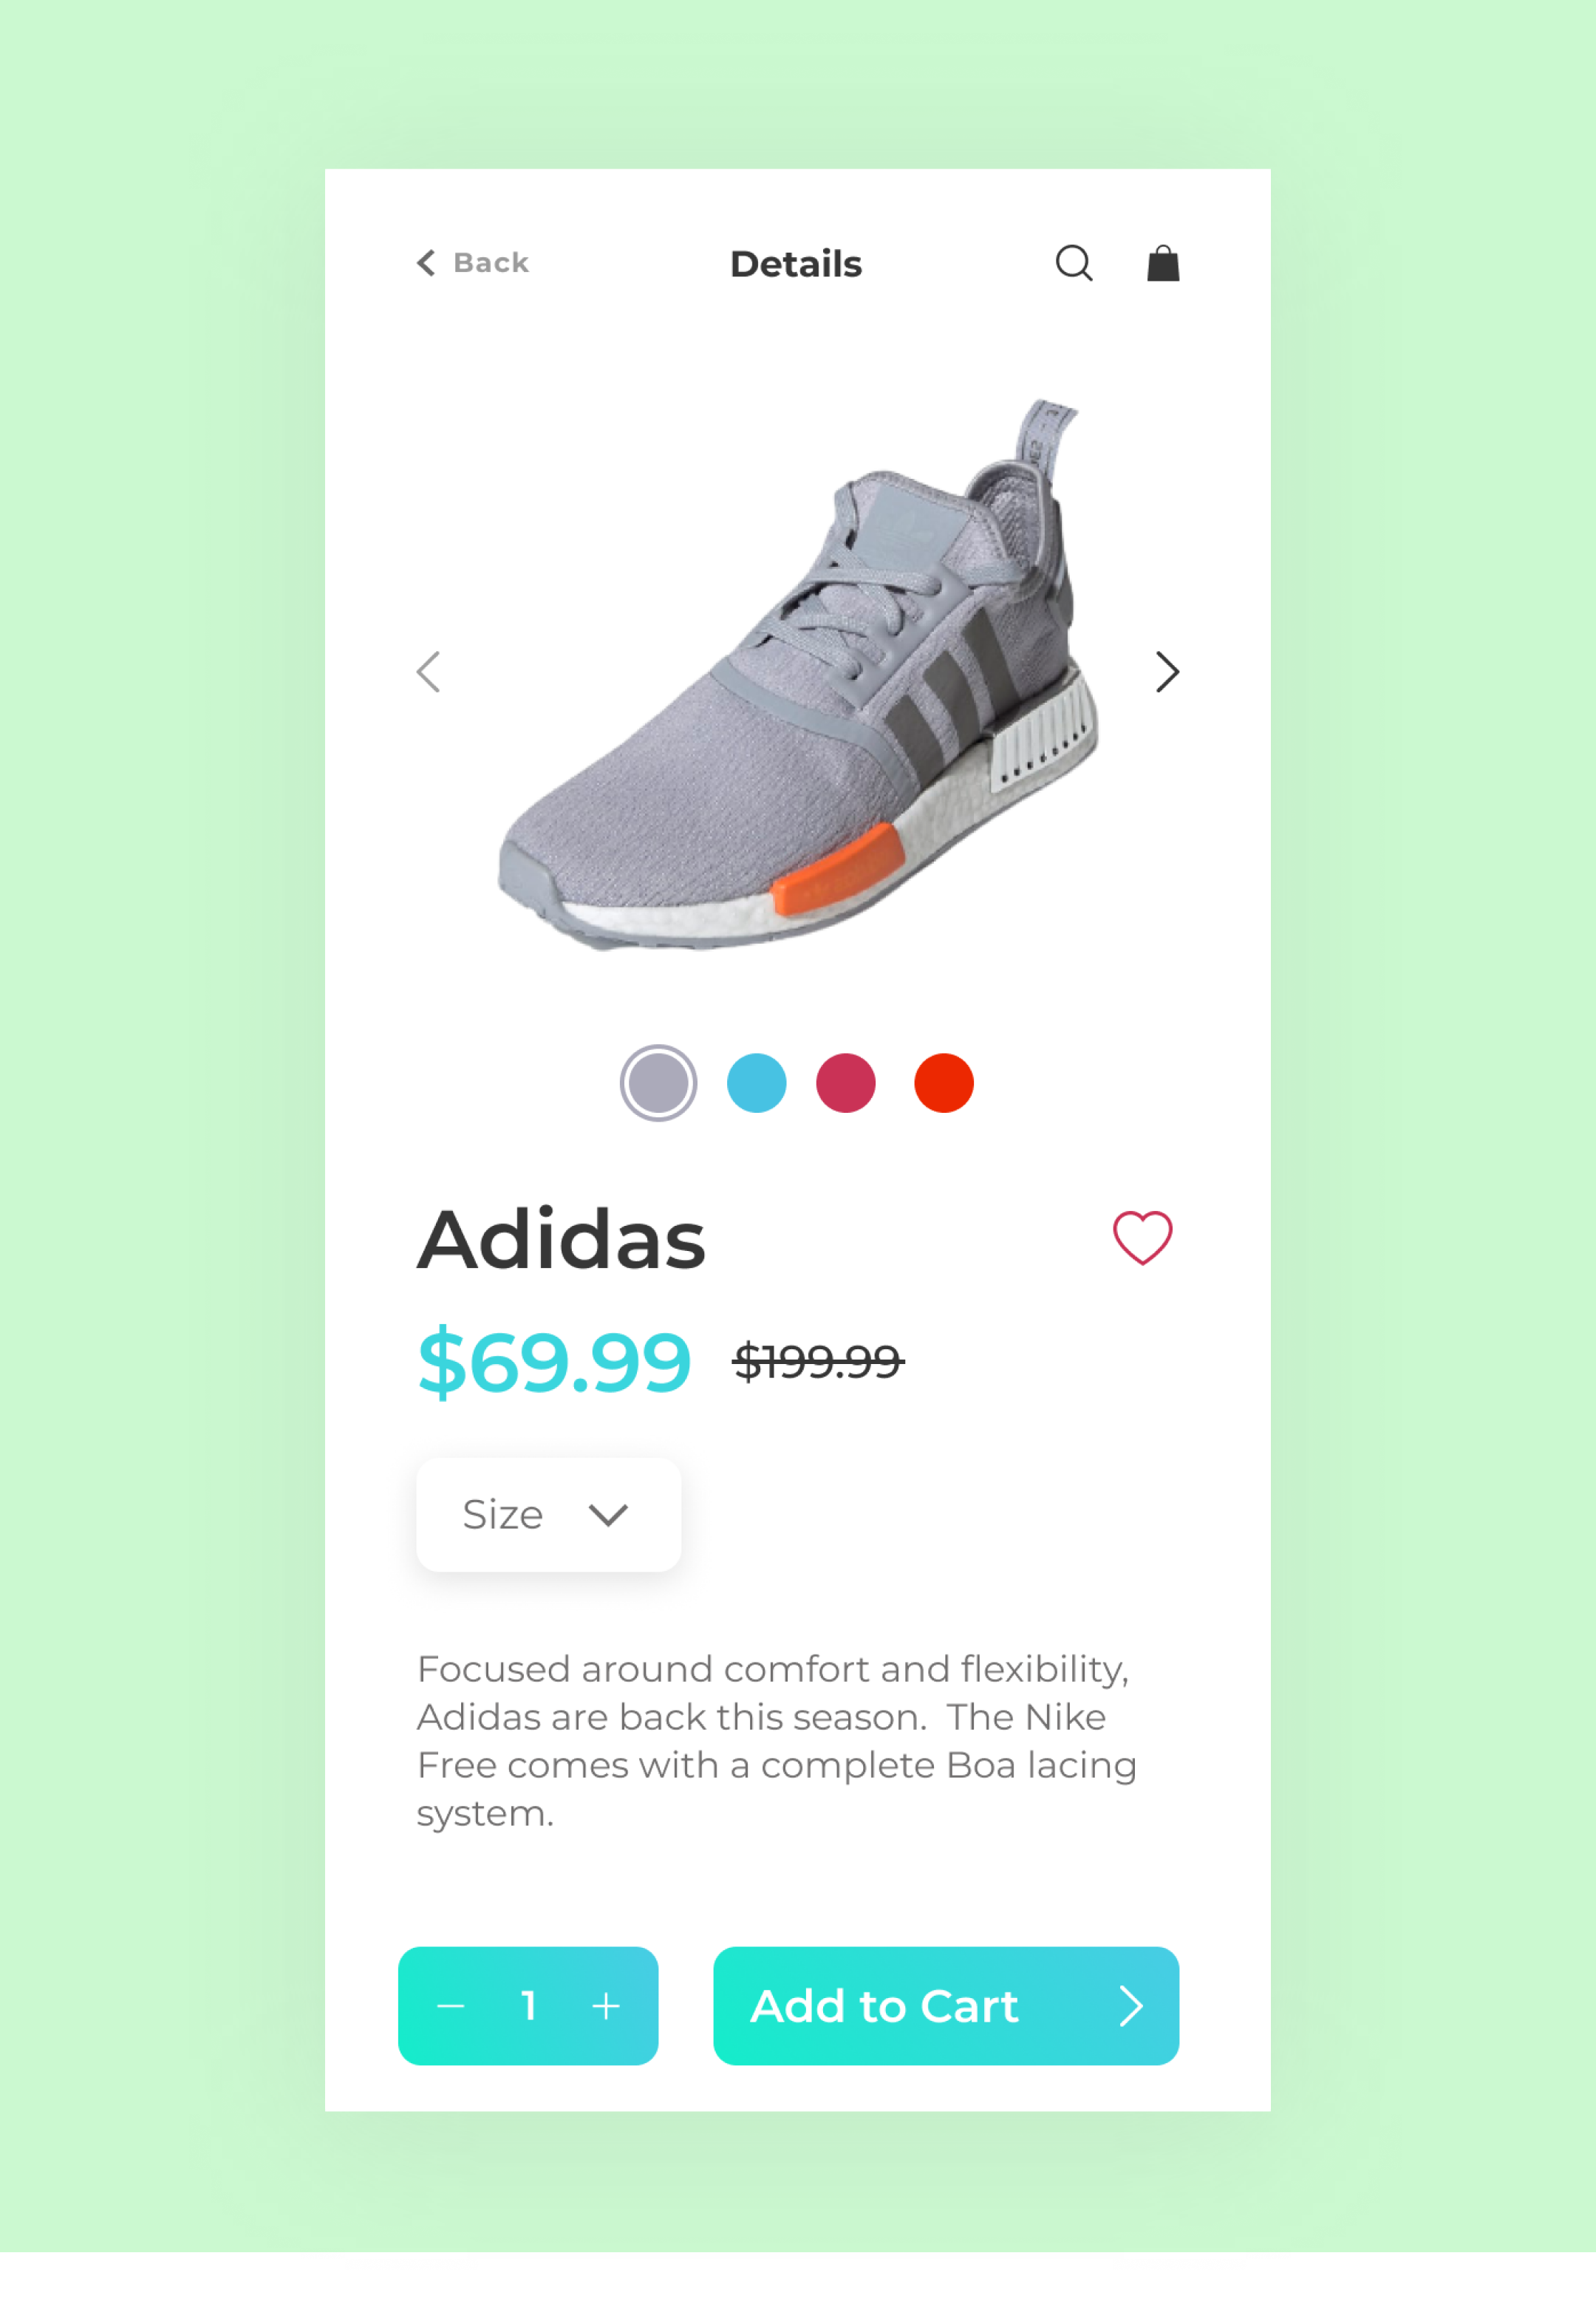 Back
Details
Adidas
$69.99 $199.99
Size
Focused around comfort and flexibility,
Adidas are back this season.  The Nike
Free comes with a complete Boa lacing
system.
1
Add to Cart